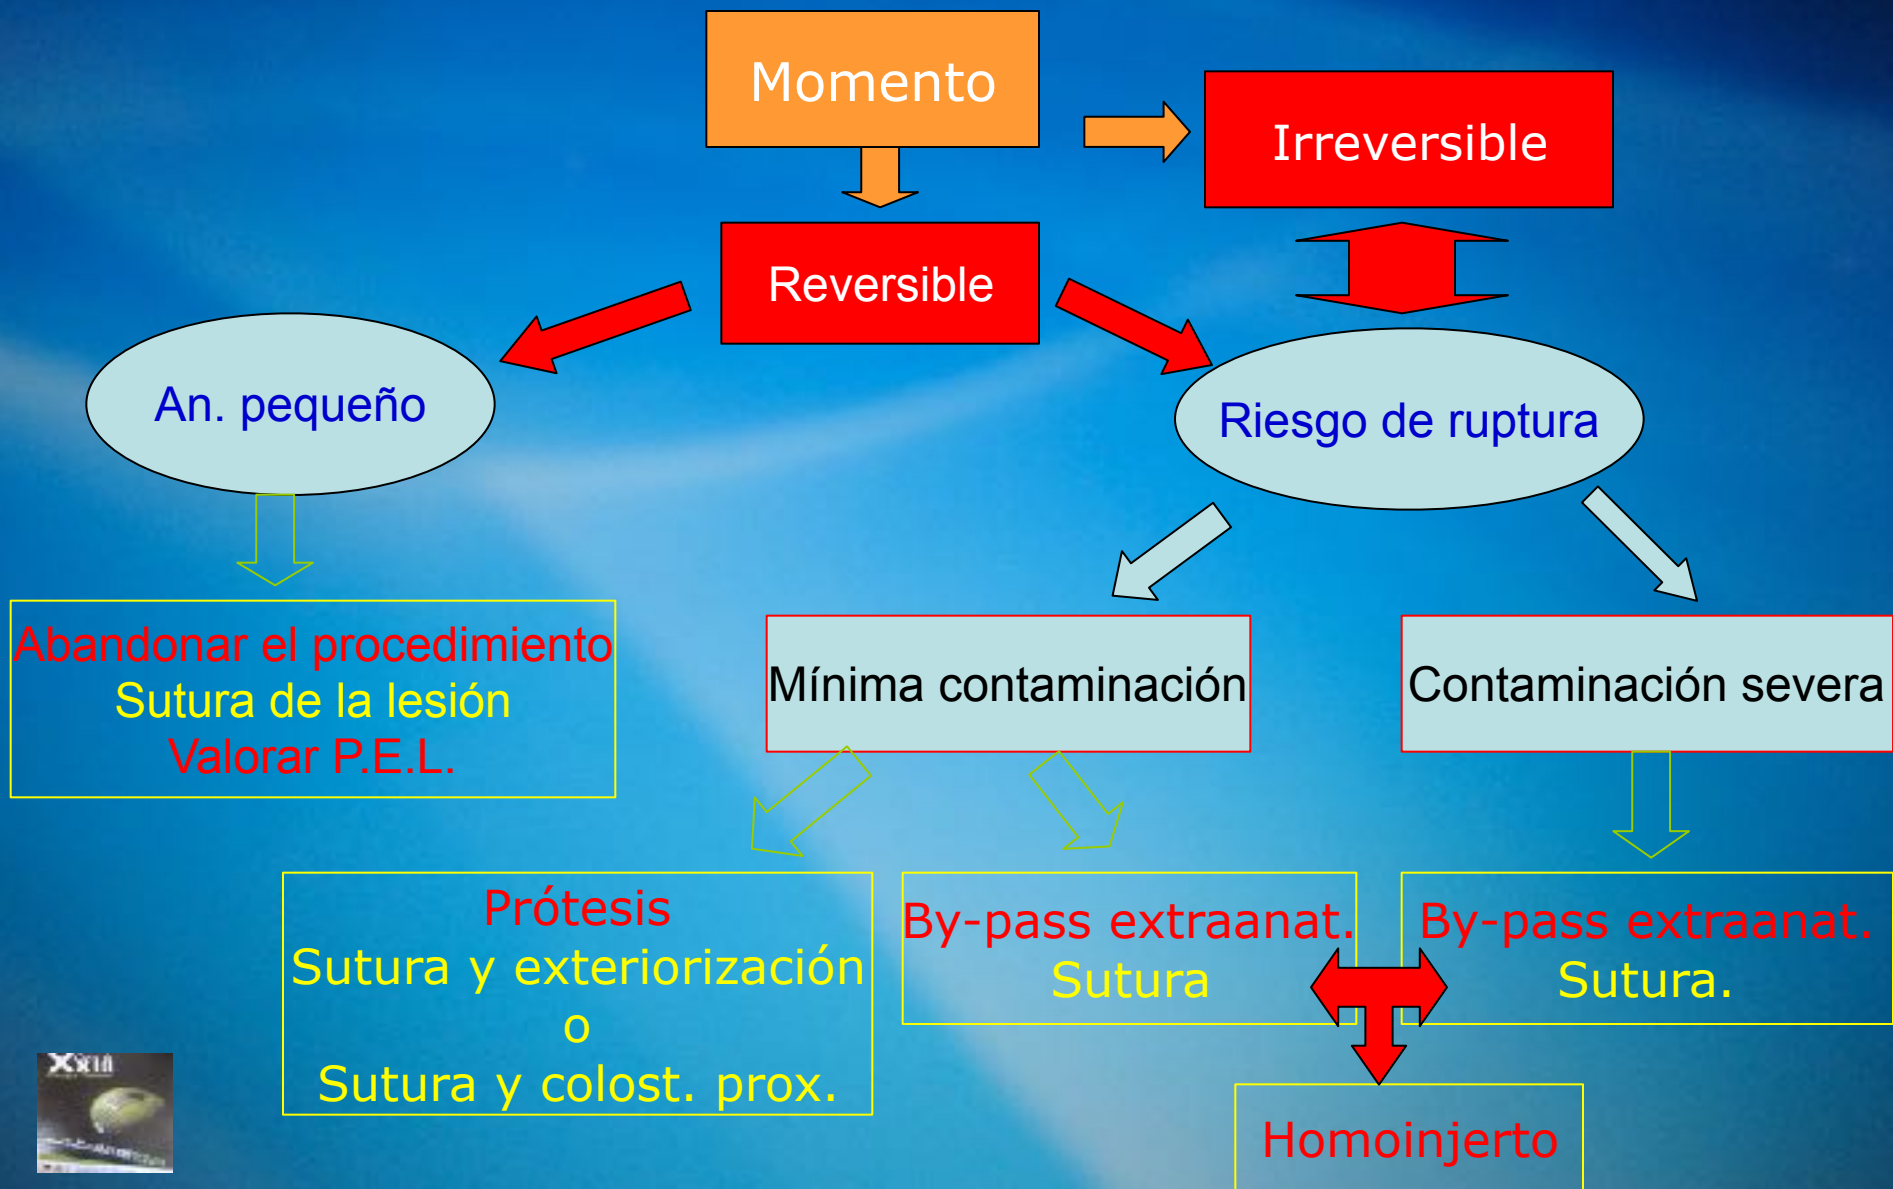 Momento
Irreversible
Reversible
An. pequeño
Riesgo de ruptura
Abandonar el procedimiento
Sutura de la lesión
Valorar P.E.L.
Mínima contaminación
Contaminación severa
Prótesis
Sutura y exteriorización
o
Sutura y colost. prox.
By-pass extraanat.
Sutura
By-pass extraanat.
Sutura.
Homoinjerto